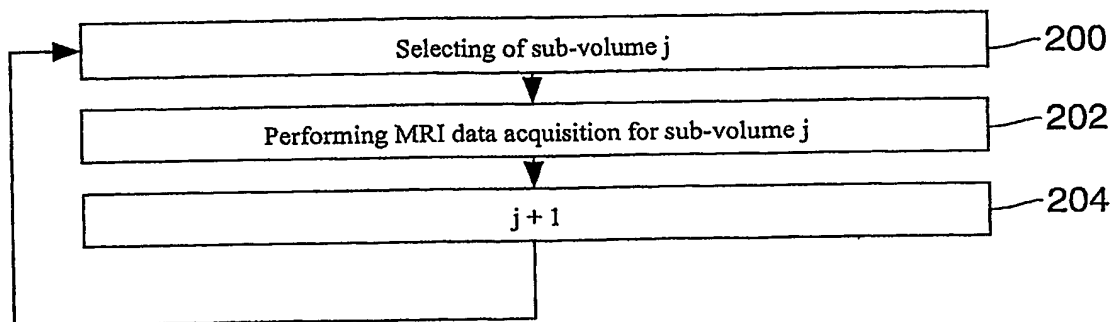 Selecting of sub-volume j
200
Performing MRI data acquisition for sub-volume j
202
j + 1
204